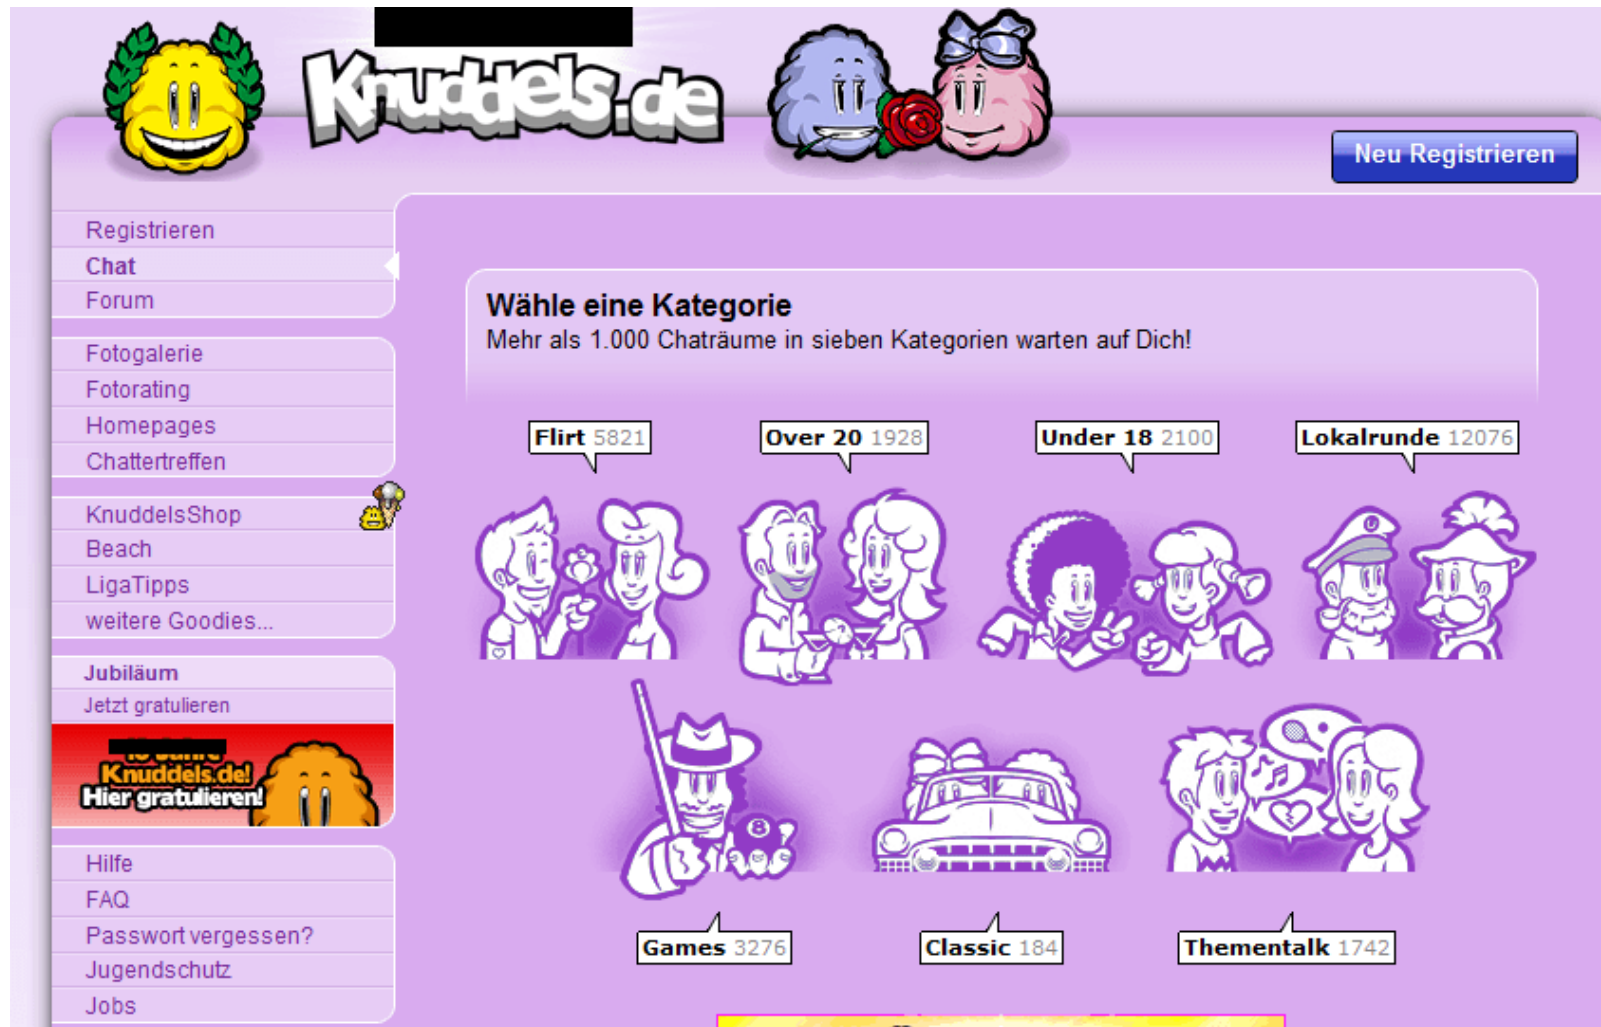 Knuddels.de
Neu Registrieren
Registrieren
Chat
Forum
Fotogalerie
Fotorating
Homepages
Chattertreffen
KnuddelsShop
Beach
LigaTipps
weitere Goodies...
Jubiläum
Jetzt gratulieren
Knuddels.de!
Hier gratulieren!
Hilfe
FAQ
Passwort vergessen?
Jugendschutz
Jobs
Wähle eine Kategorie
Mehr als 1.000 Chaträume in sieben Kategorien warten auf Dich!
Flirt 5821
Over 20 1928
Under 18 2100
Lokalrunde 12076
8
Games 3276
Classic 184
Thementalk 1742